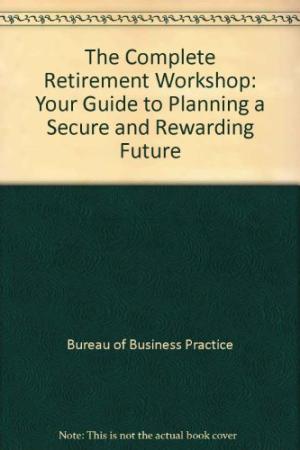 The Complete
Retirement Workshop:
Your Guide to Planning a
Secure and Rewarding
Future
Bureau of Business Practice
Note: This is not the actual book cover